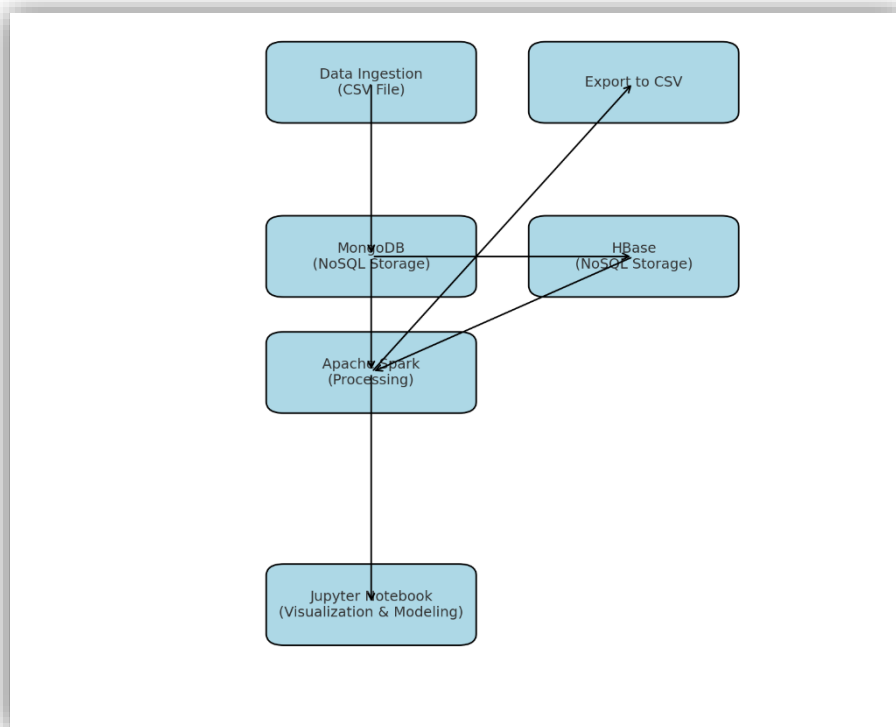 Data Ingestion
(CSV File)
Export to CSV
MongoDB
(NoSQL Storage)
HBase
(NoSQL Storage)
Apache Spark
(Processing)
Jupyter Notebook
(Visualization & Modeling)